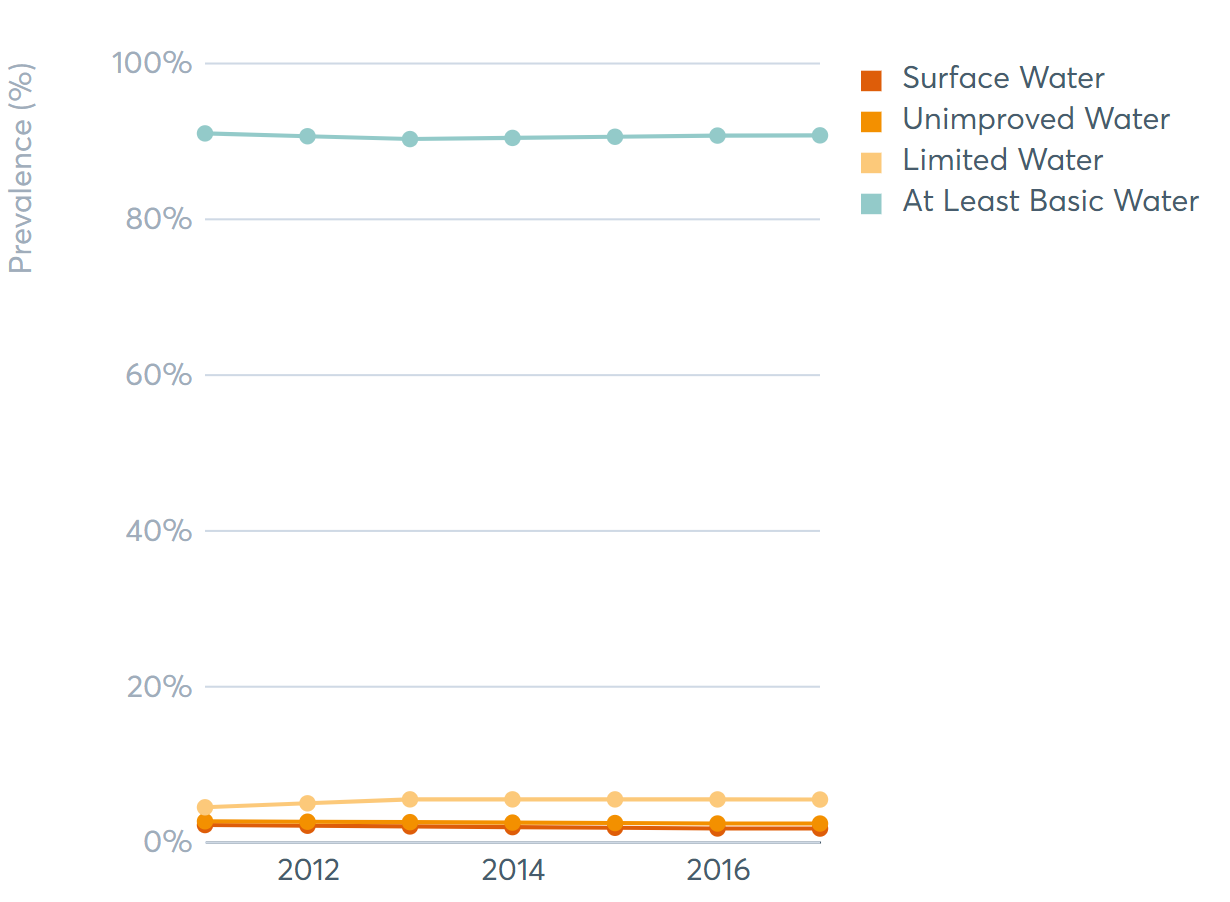 Prevalence (%)
100%
80%
60%
40%
20%
0%
2012
2014
2016
Surface Water
Unimproved Water
Limited Water
At Least Basic Water